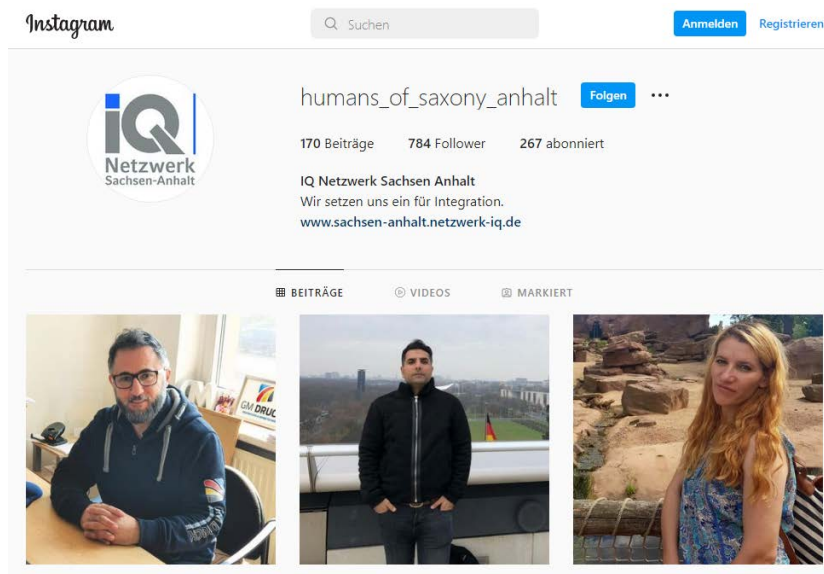 Instagram
Suchen
Anmelden Registrieren
iQ
Netzwerk
Sachsen-Anhalt
humans_of_saxony_anhalt Folgen
170 Beiträge 784 Follower 267 abonniert
IQ Netzwerk Sachsen Anhalt
Wir setzen uns ein für Integration.
www.sachsen-anhalt.netzwerk-iq.de
BEITRÄGE VIDEOS MARKIERT
GM DRUC